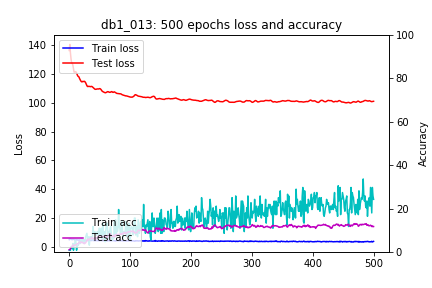 db1_013: 500 epochs loss and accuracy
140
120
100
80
60
40
20
0
Loss
Train loss
Test loss
Train acc
Test acc
100
80
60
40
20
0
Accuracy
0
100
200
300
400
500